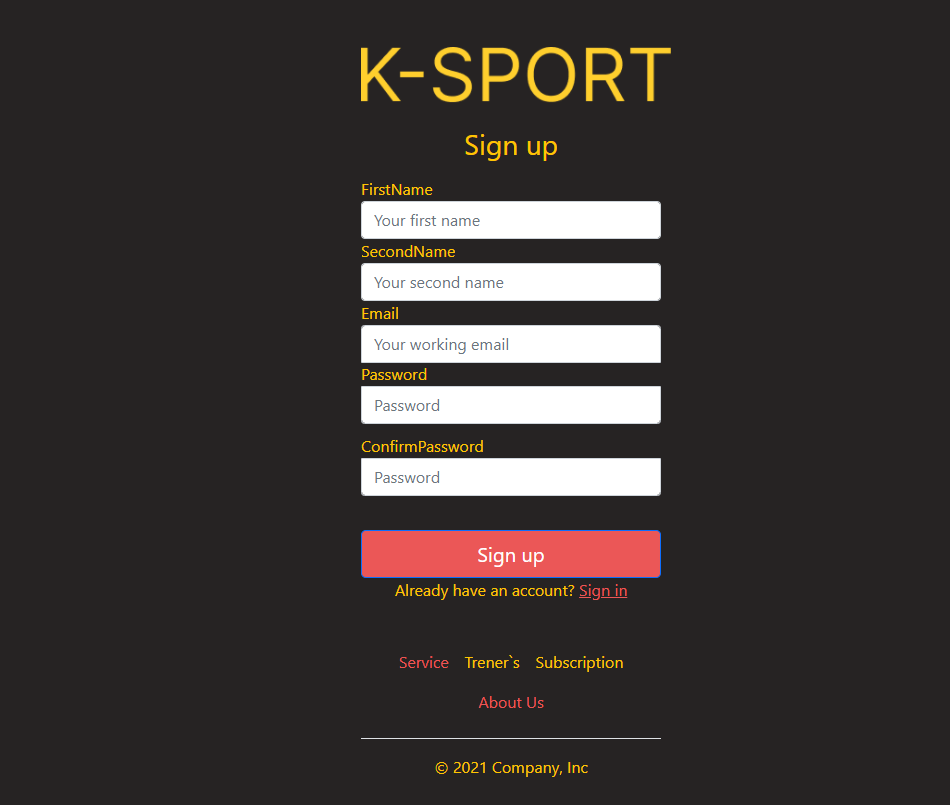 K-SPORT
Sign up
FirstName
Your first name
SecondName
Your second name
Email
Your working email
Password
Password
ConfirmPassword
Password
Sign up
Already have an account? Sign in
Service Trener`s Subscription
About Us
© 2021 Company, Inc